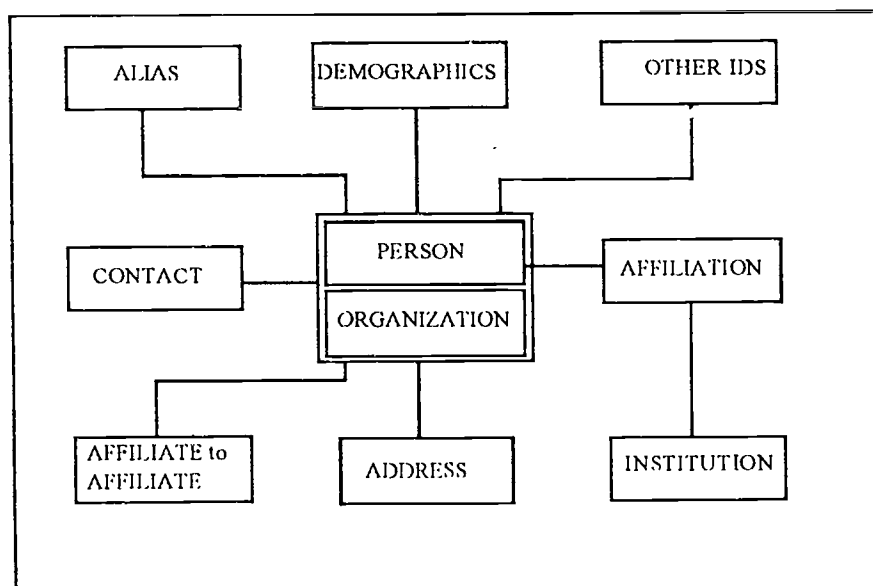 ALIAS
DEMOGRAPHICS
OTHER IDS
PERSON
CONTACT
AFFILIATION
ORGANIZATION
AFFILIATE to
AFFILIATE
ADDRESS
INSTITUTION